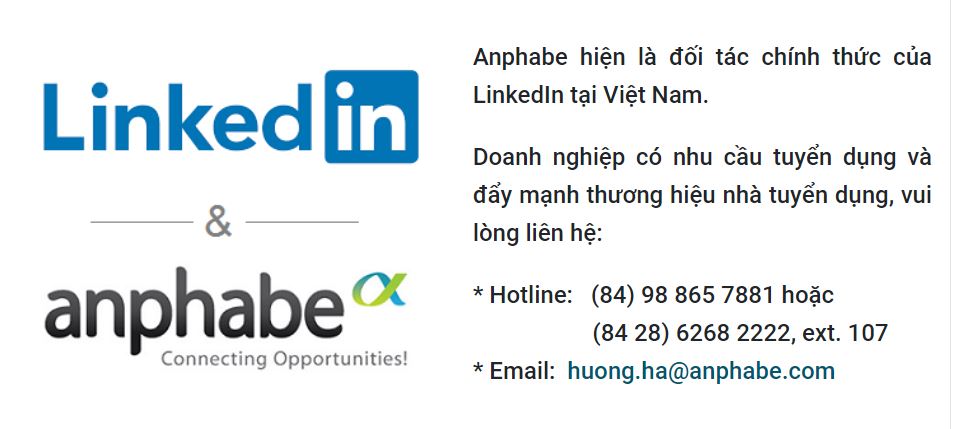 Linkedin
&
anphabe
Connecting Opportunities!
Anphabe hiện là đối tác chính thức của
LinkedIn tại Việt Nam.
Doanh nghiệp có nhu cầu tuyển dụng và
đẩy mạnh thương hiệu nhà tuyển dụng, vui
lòng liên hệ:
* Hotline: (84) 98 865 7881 hoặc
(84 28) 6268 2222, ext. 107
* Email: huong.ha@anphabe.com